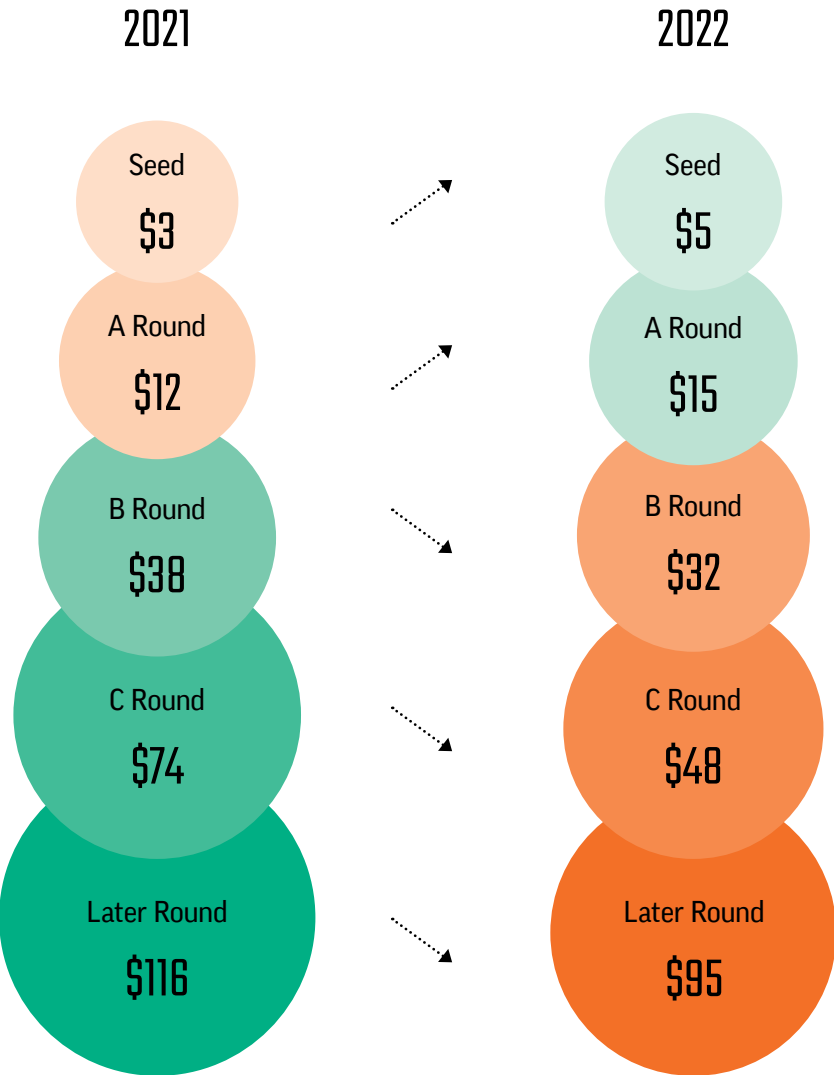 2021
2022
Seed
$3
Seed
$5
A Round
$12
A Round
$15
B Round
$38
B Round
$32
C Round
$74
C Round
$48
Later Round
$116
Later Round
$95